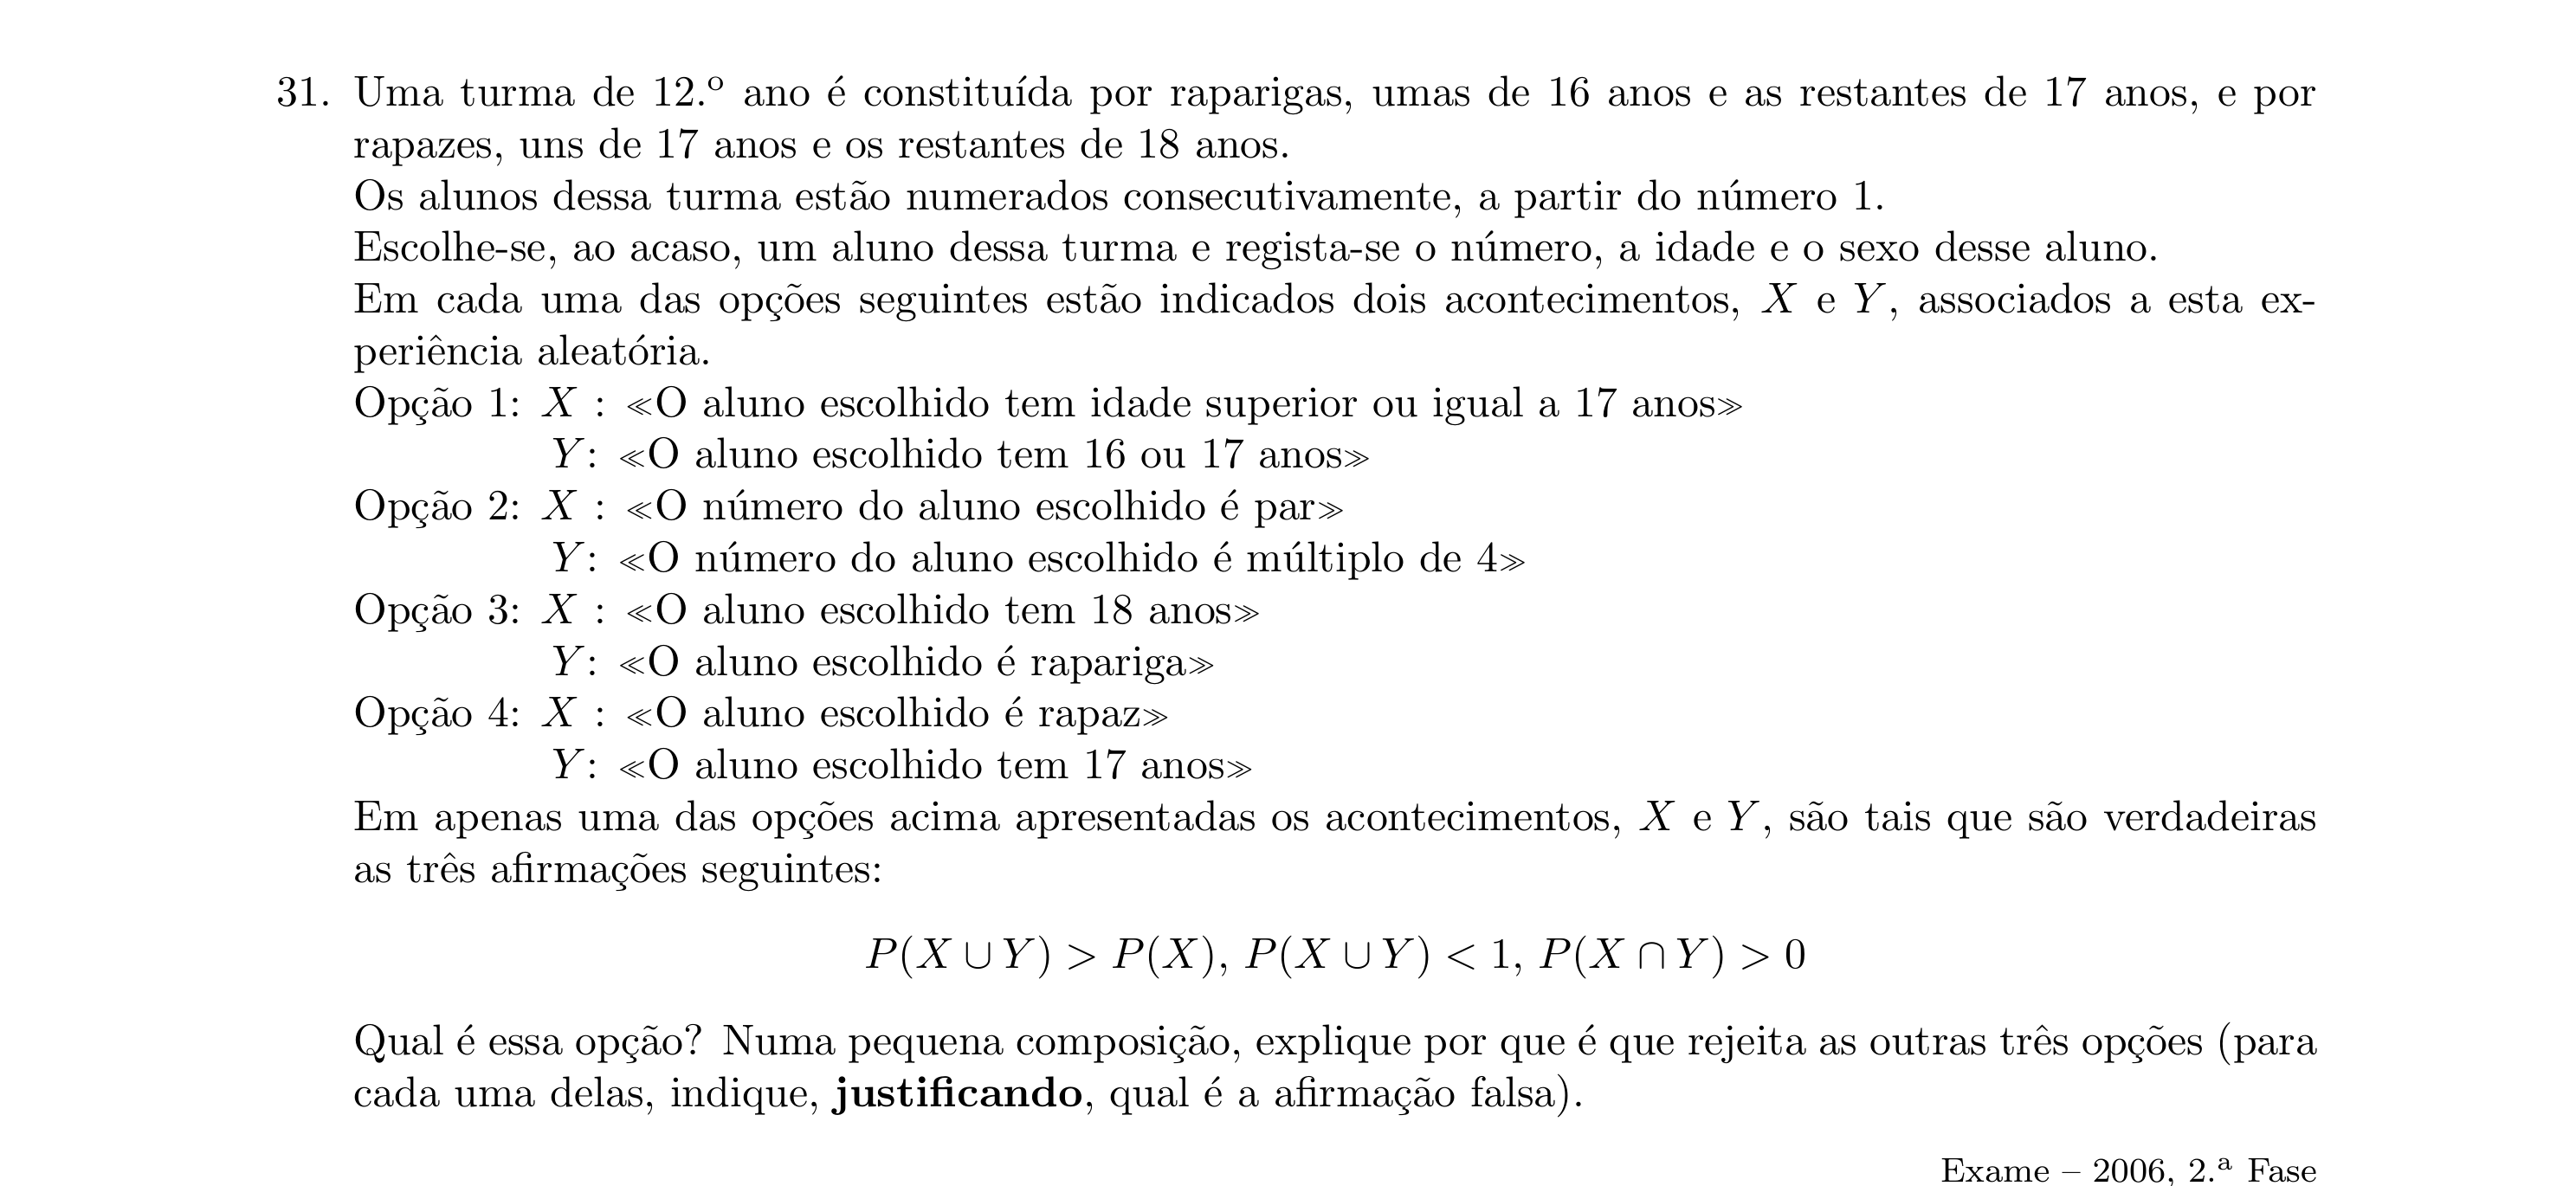 31. Uma turma de 12.º ano é constituída por raparigas, umas de 16 anos e as restantes de 17 anos, e por
rapazes, uns de 17 anos e os restantes de 18 anos.
Os alunos dessa turma estão numerados consecutivamente, a partir do número 1.
Escolhe-se, ao acaso, um aluno dessa turma e regista-se o número, a idade e o sexo desse aluno.
Em cada uma das opções seguintes estão indicados dois acontecimentos, X e Y, associados a esta ex-
periência aleatória.
Opção 1: X : ≪O aluno escolhido tem idade superior ou igual a 17 anos≫
Y: ≪O aluno escolhido tem 16 ou 17 anos≫
Opção 2: X : ≪O número do aluno escolhido é par≫
Y: ≪O número do aluno escolhido é múltiplo de 4≫
Opção 3: X : ≪O aluno escolhido tem 18 anos≫
Y: ≪O aluno escolhido é rapariga≫
Opção 4: X : ≪O aluno escolhido é rapaz≫
Y: ≪O aluno escolhido tem 17 anos≫
Em apenas uma das opções acima apresentadas os acontecimentos, X e Y, são tais que são verdadeiras
as três afirmações seguintes:
P(X ∪ Y) > P(X), P(X ∪ Y) < 1, P(X ∩ Y) > 0
Qual é essa opção? Numa pequena composição, explique por que é que rejeita as outras três opções (para
cada uma delas, indique, justificando, qual é a afirmação falsa).
Exame – 2006, 2.ª Fase